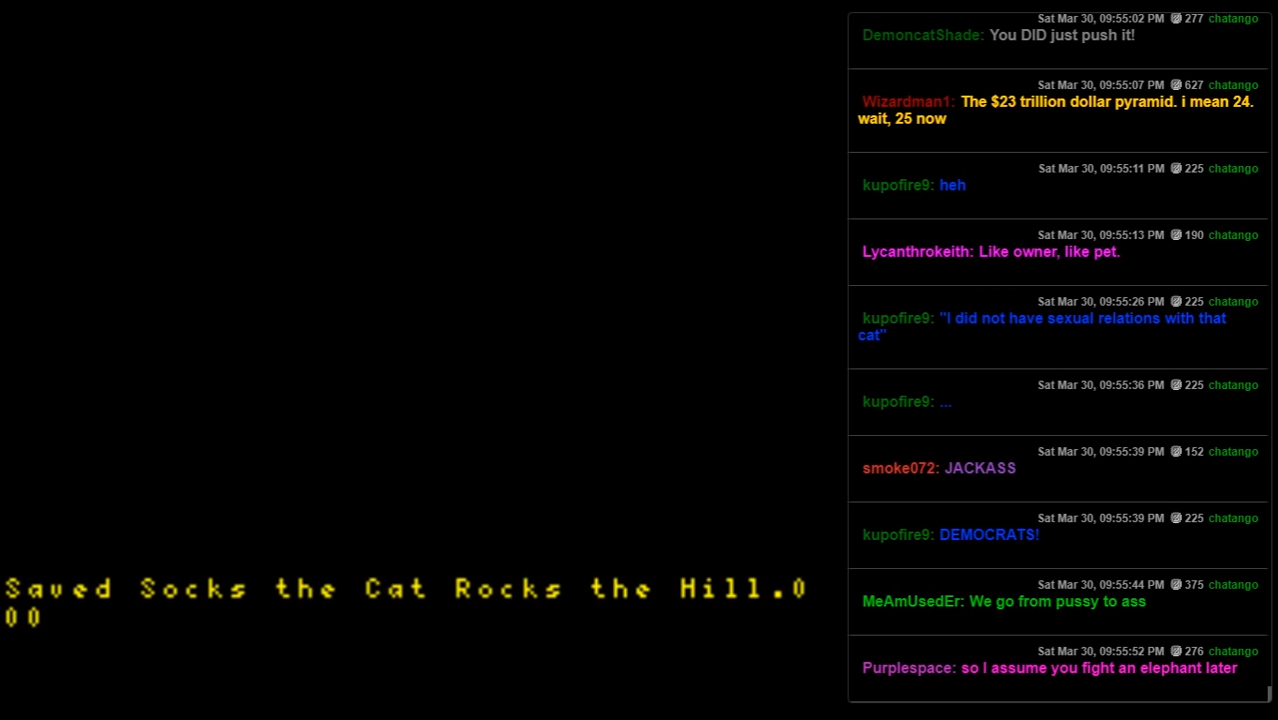 Sat Mar 30, 09:55:02 PM 277 chatango
DemoncatShade: You DID just push it!
Sat Mar 30, 09:55:07 PM 627 chatango
Wizardman1: The $23 trillion dollar pyramid. i mean 24.
wait, 25 now
Sat Mar 30, 09:55:11 PM 225 chatango
kupofire9: heh
Sat Mar 30, 09:55:13 PM 190 chatango
Lycanthrokeith: Like owner, like pet.
Sat Mar 30, 09:55:26 PM 225 chatango
kupofire9: "I did not have sexual relations with that
cat"
Sat Mar 30, 09:55:36 PM 225 chatango
kupofire9: ...
Sat Mar 30, 09:55:39 PM 152 chatango
smoke072: JACKASS
Sat Mar 30, 09:55:39 PM 225 chatango
kupofire9: DEMOCRATS!
Sat Mar 30, 09:55:44 PM 375 chatango
MeAmUsedEr: We go from pussy to ass
Sat Mar 30, 09:55:52 PM 276 chatango
Purplespace: so I assume you fight an elephant later
Saved Socks the Cat Rocks the Hill.0
00